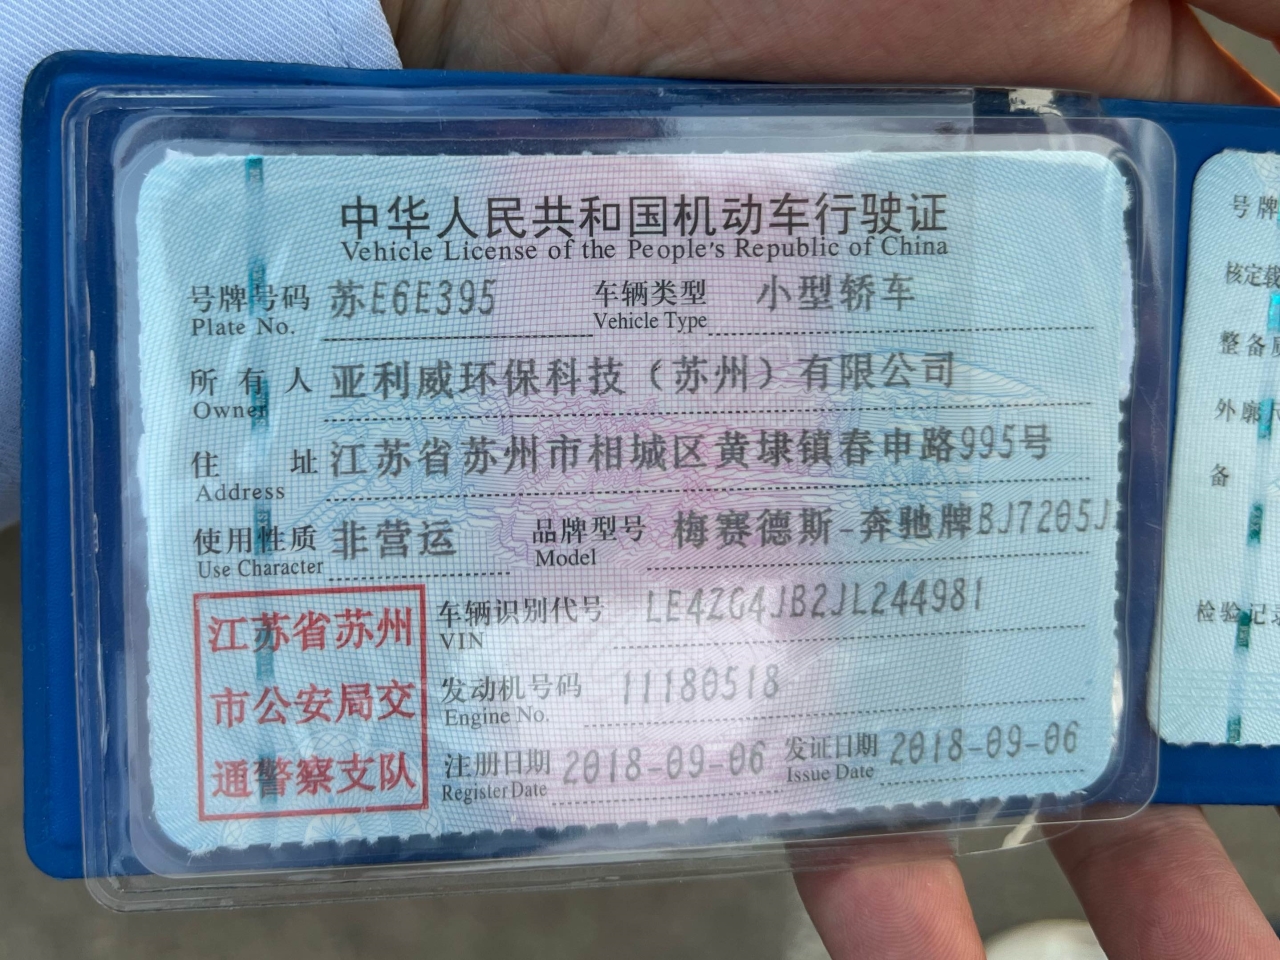 中华人民共和国机动车行驶证
Vehicle License of the People's Republic of China
号牌号码 苏E6E395 车辆类型 小型轿车
Plate No. Vehicle Type
所有人 亚利威环保科技（苏州）有限公司
Owner
住址 江苏省苏州市相城区黄埭镇春申路995号
Address
使用性质 非营运 品牌型号 梅赛德斯-奔驰牌BJ7205J
Use Character Model
江苏省苏州
市公安局交
通警察支队
车辆识别代号 LE4ZG4JB2JL244981
VIN
发动机号码 11180518
Engine No.
注册日期 2018-09-06 发证日期 2018-09-06
Register Date Issue Date
号牌
核定载
整备
外廓
备
检验记